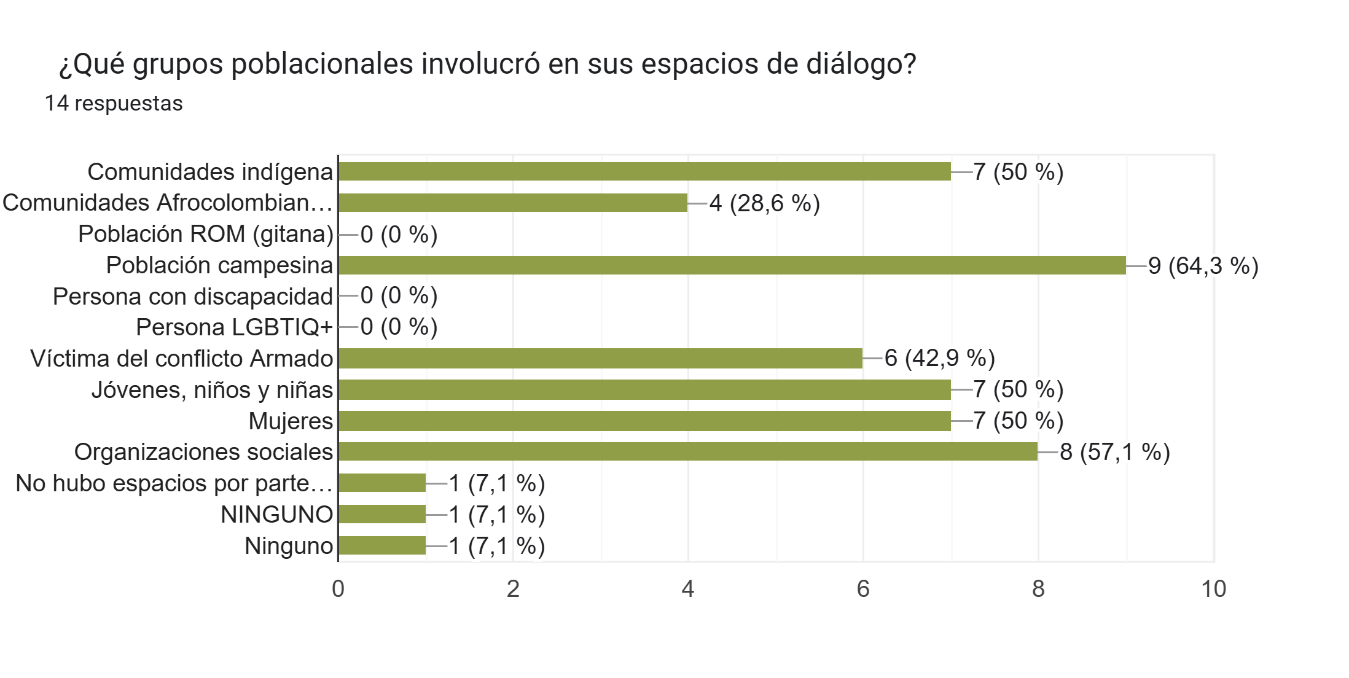 ¿Qué grupos poblacionales involucró en sus espacios de diálogo?
14 respuestas
Comunidades indígena 7 (50 %)
Comunidades Afrocolombian… 4 (28,6 %)
Población ROM (gitana) 0 (0 %)
Población campesina 9 (64,3 %)
Persona con discapacidad 0 (0 %)
Persona LGBTIQ+ 0 (0 %)
Víctima del conflicto Armado 6 (42,9 %)
Jóvenes, niños y niñas 7 (50 %)
Mujeres 7 (50 %)
Organizaciones sociales 8 (57,1 %)
No hubo espacios por parte… 1 (7,1 %)
NINGUNO 1 (7,1 %)
Ninguno 1 (7,1 %)
0 2 4 6 8 10